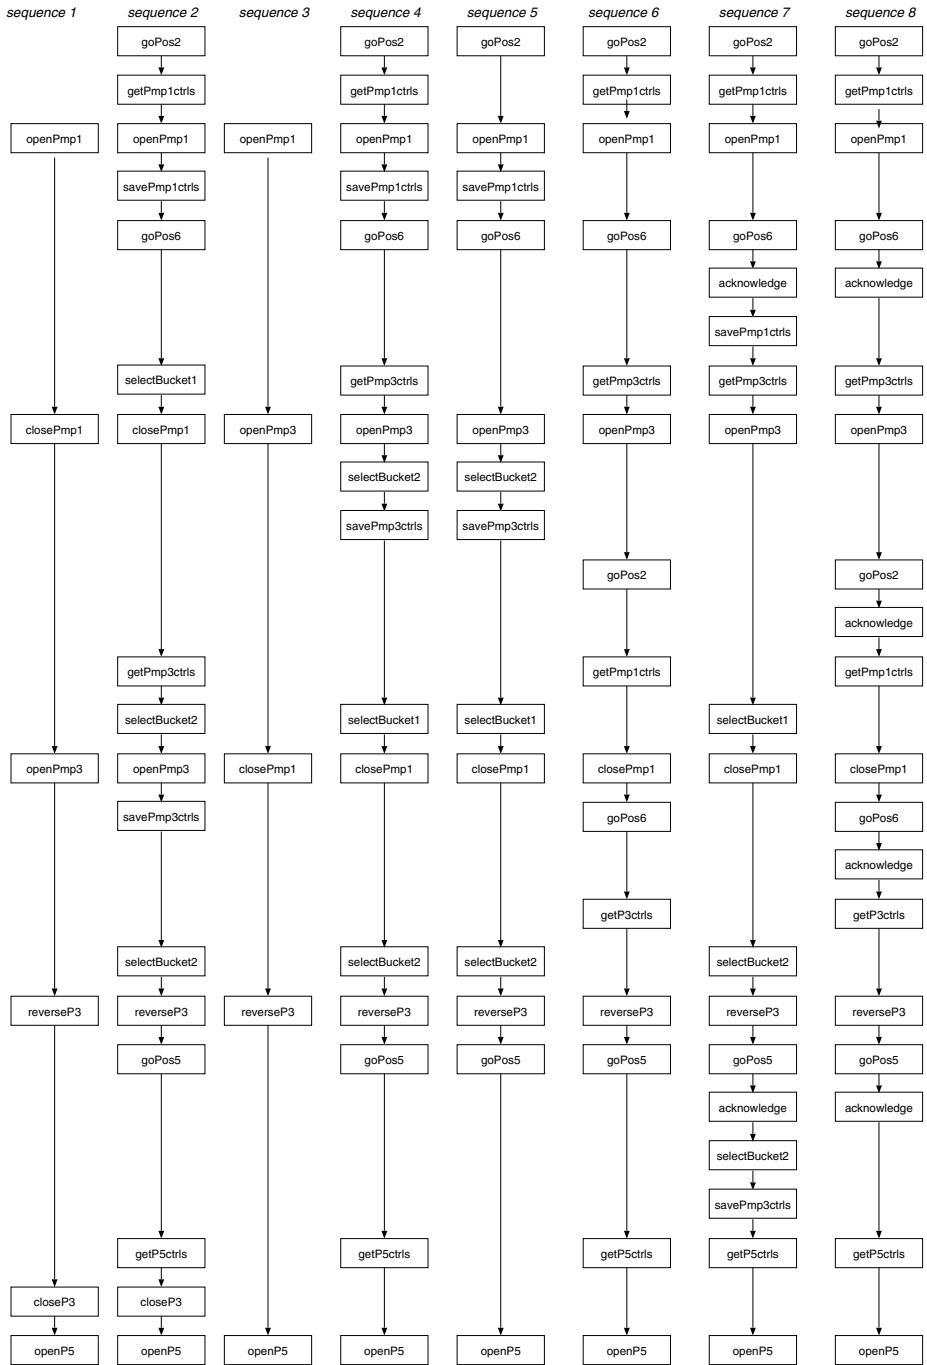 sequence 1 sequence 2 sequence 3 sequence 4 sequence 5 sequence 6 sequence 7 sequence 8
goPos2 goPos2 goPos2 goPos2 goPos2 goPos2
getPmp1ctrls getPmp1ctrls getPmp1ctrls getPmp1ctrls getPmp1ctrls
openPmp1 openPmp1 openPmp1 openPmp1 openPmp1 openPmp1 openPmp1 openPmp1
savePmp1ctrls savePmp1ctrls savePmp1ctrls
goPos6 goPos6 goPos6 goPos6 goPos6 goPos6
acknowledge acknowledge
savePmp1ctrls
selectBucket1 getPmp3ctrls getPmp3ctrls getPmp3ctrls getPmp3ctrls
closePmp1 closePmp1 openPmp3 openPmp3 openPmp3 openPmp3 openPmp3 openPmp3
selectBucket2 selectBucket2
savePmp3ctrls savePmp3ctrls
goPos2 goPos2
acknowledge
getPmp3ctrls getPmp1ctrls getPmp1ctrls
selectBucket2 selectBucket1 selectBucket1 selectBucket1
openPmp3 openPmp3 closePmp1 closePmp1 closePmp1 closePmp1 closePmp1 closePmp1
savePmp3ctrls goPos6 goPos6
acknowledge
getP3ctrls getP3ctrls
selectBucket2 selectBucket2 selectBucket2 selectBucket2
reverseP3 reverseP3 reverseP3 reverseP3 reverseP3 reverseP3 reverseP3 reverseP3
goPos5 goPos5 goPos5 goPos5 goPos5 goPos5
acknowledge acknowledge
selectBucket2
savePmp3ctrls
getP5ctrls getP5ctrls getP5ctrls getP5ctrls getP5ctrls
closeP3 closeP3
openP5 openP5 openP5 openP5 openP5 openP5 openP5 openP5